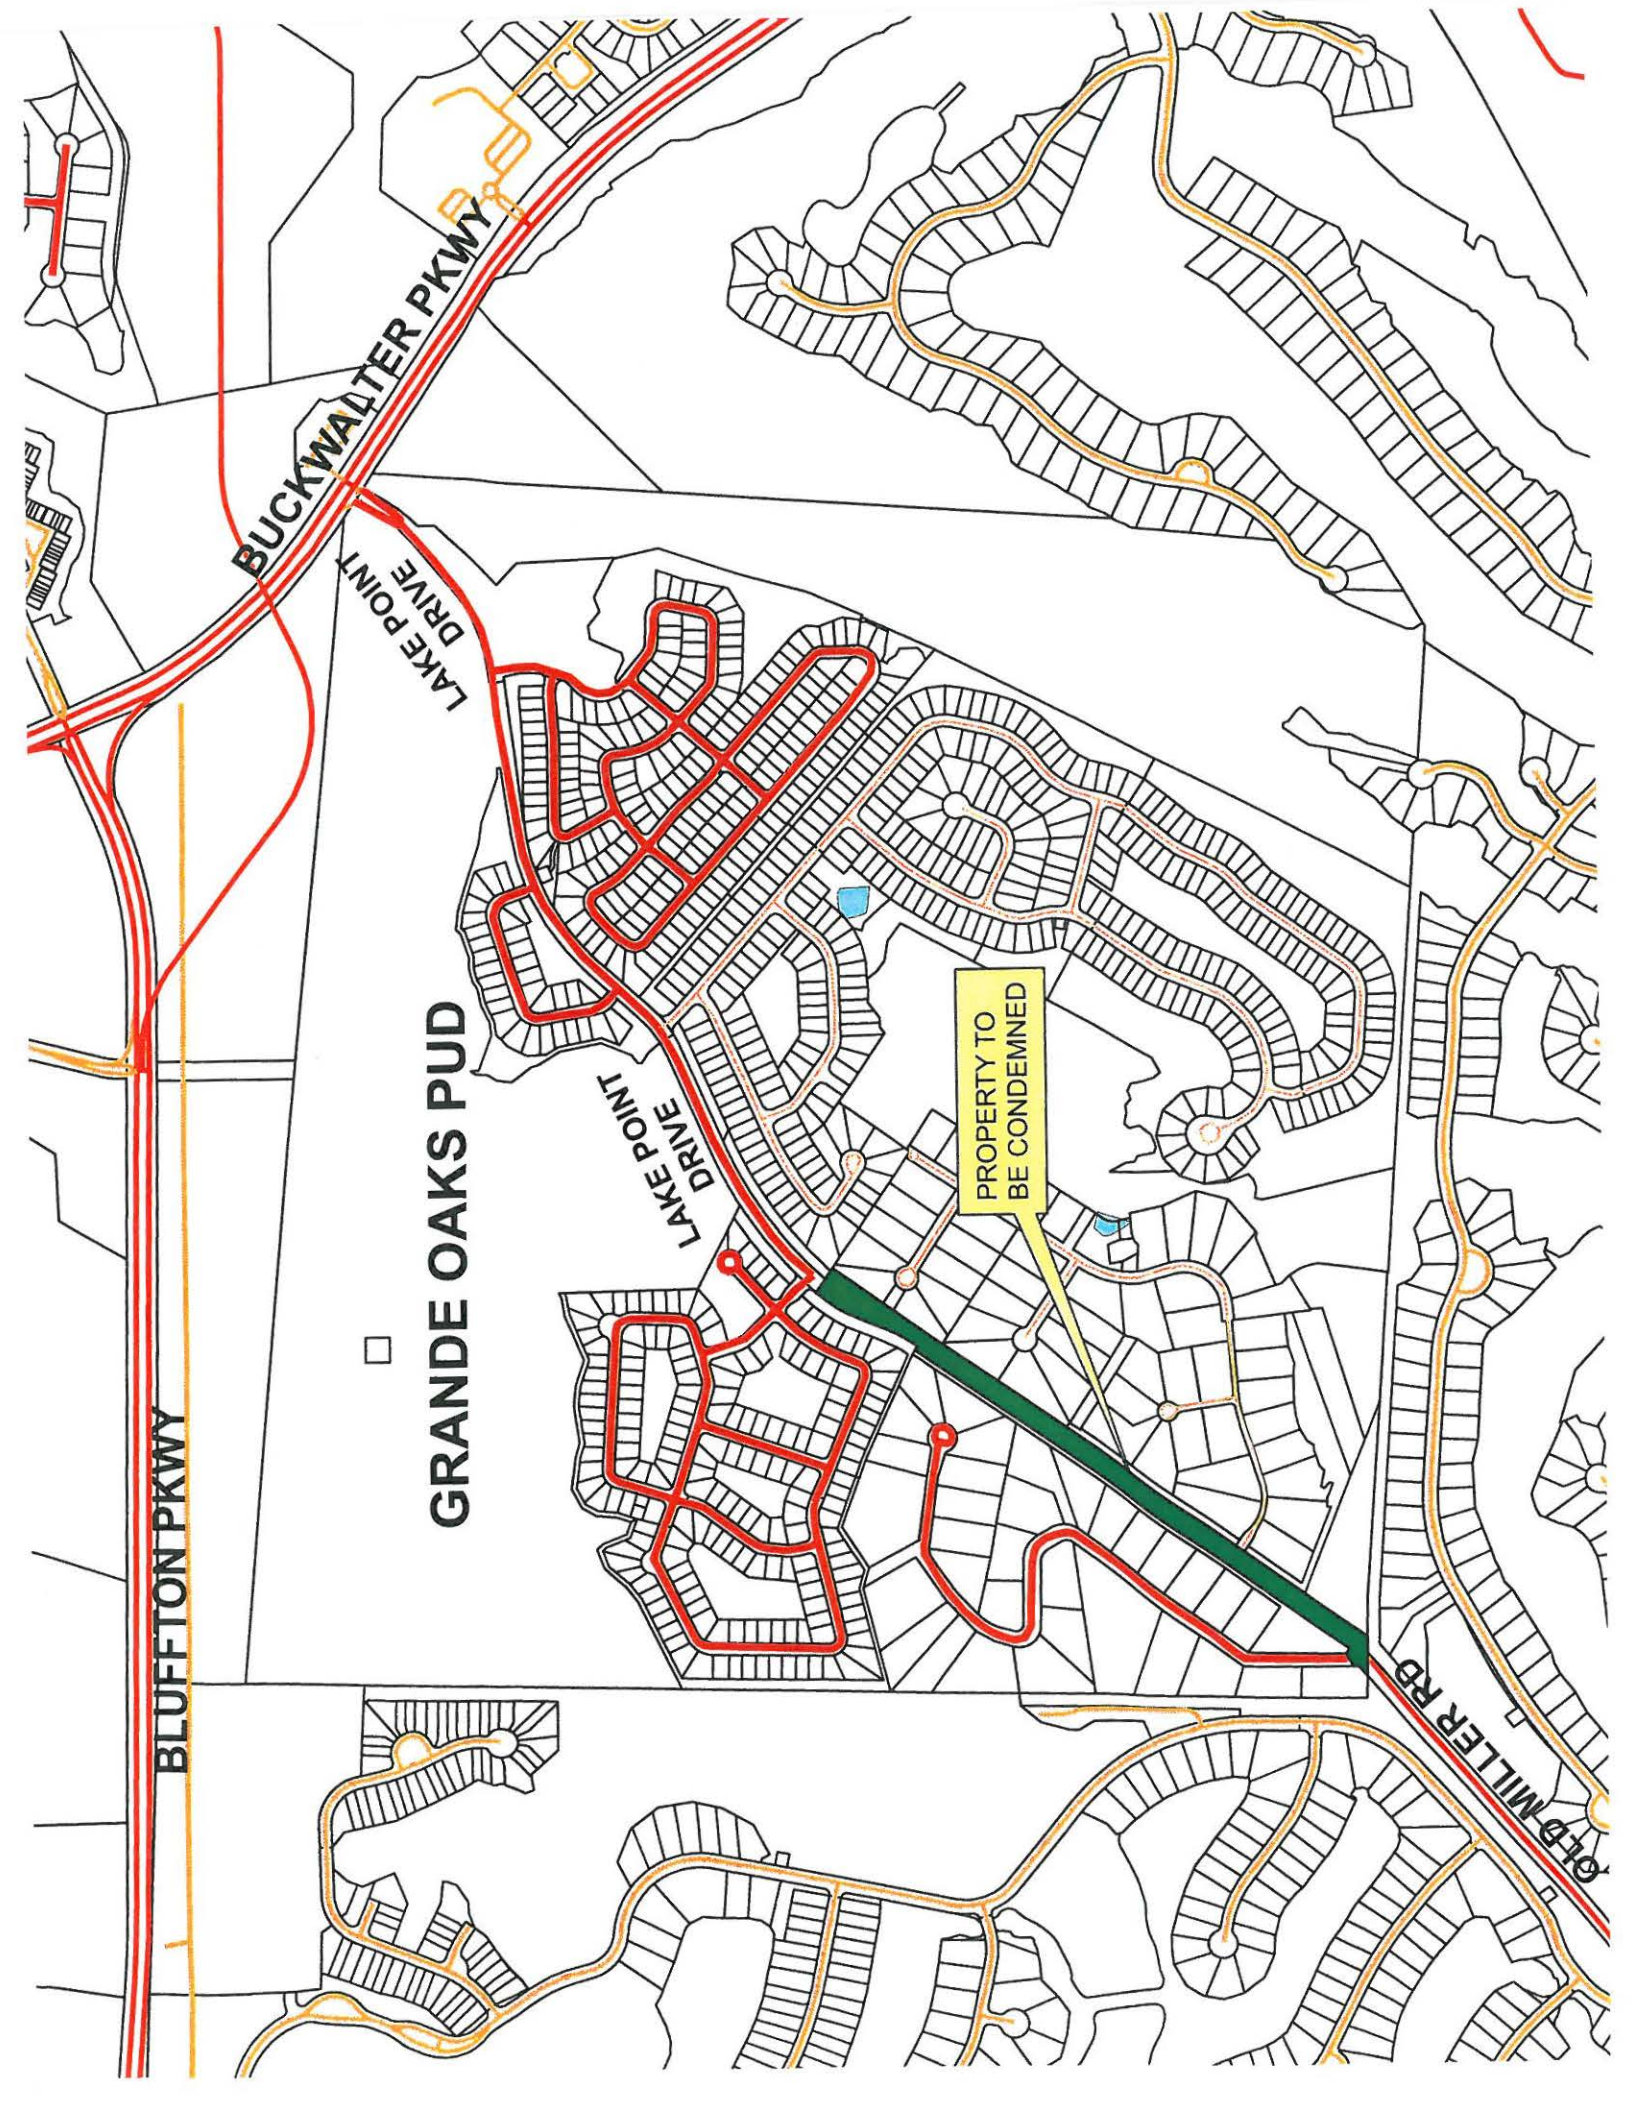 BLUFFTON PKWY
BUCKWALTER PKWY
LAKE POINT
DRIVE
GRANDE OAKS PUD
LAKE POINT
DRIVE
PROPERTY TO
BE CONDEMNED
OLD MILLER RD